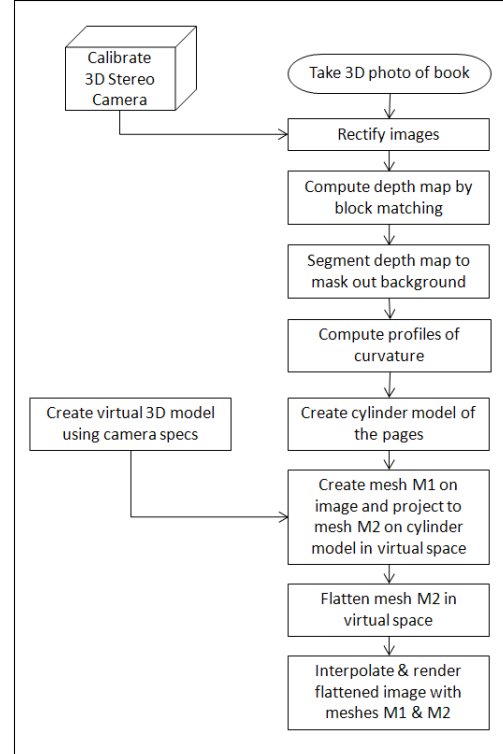 Calibrate
3D Stereo
Camera
Take 3D photo of book
Rectify images
Compute depth map by
block matching
Segment depth map to
mask out background
Compute profiles of
curvature
Create virtual 3D model
using camera specs
Create cylinder model of
the pages
Create mesh M1 on
image and project to
mesh M2 on cylinder
model in virtual space
Flatten mesh M2 in
virtual space
Interpolate & render
flattened image with
meshes M1 & M2